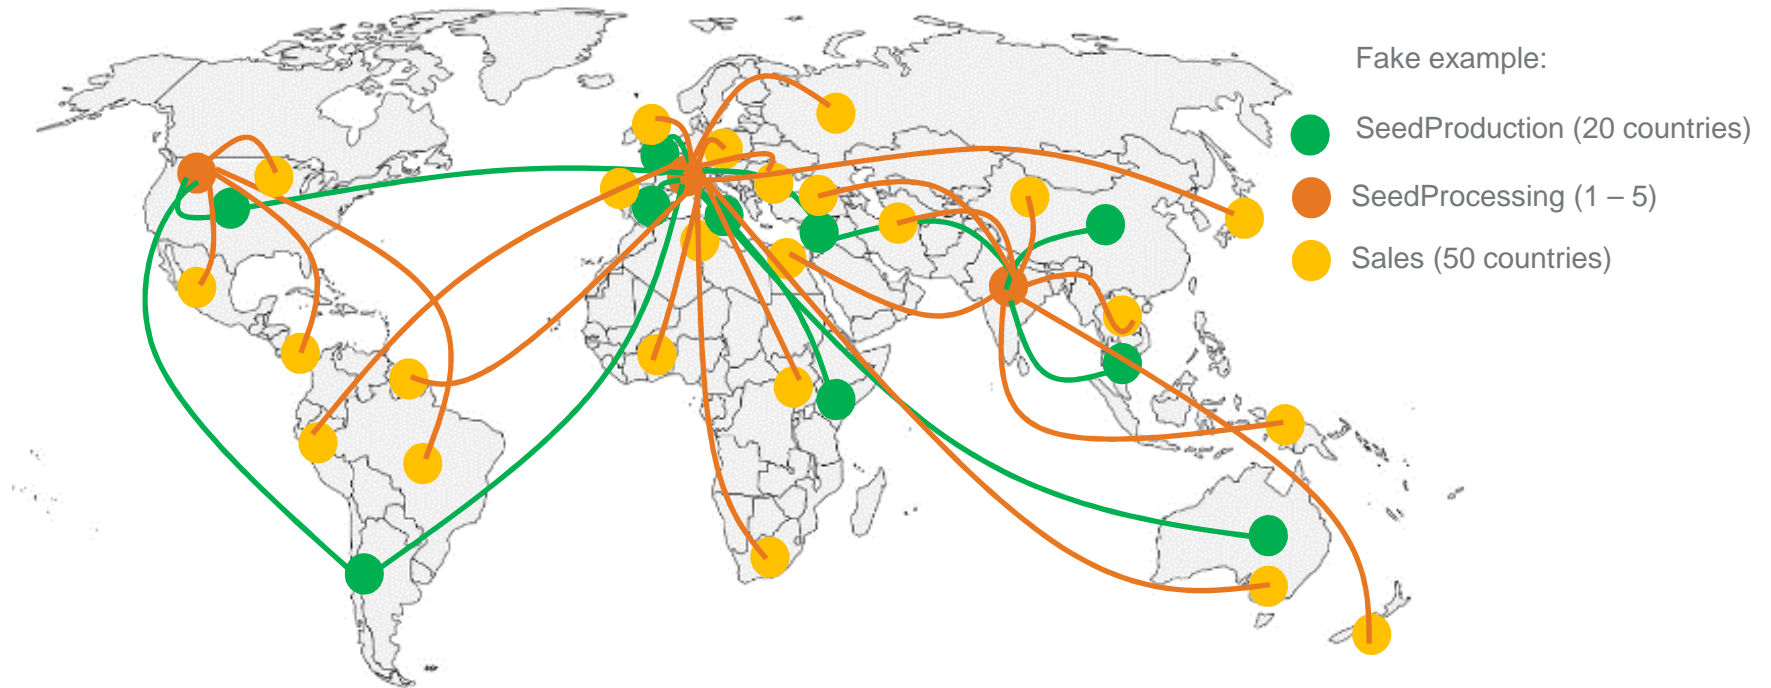 Fake example:
SeedProduction (20 countries)
SeedProcessing (1 – 5)
Sales (50 countries)